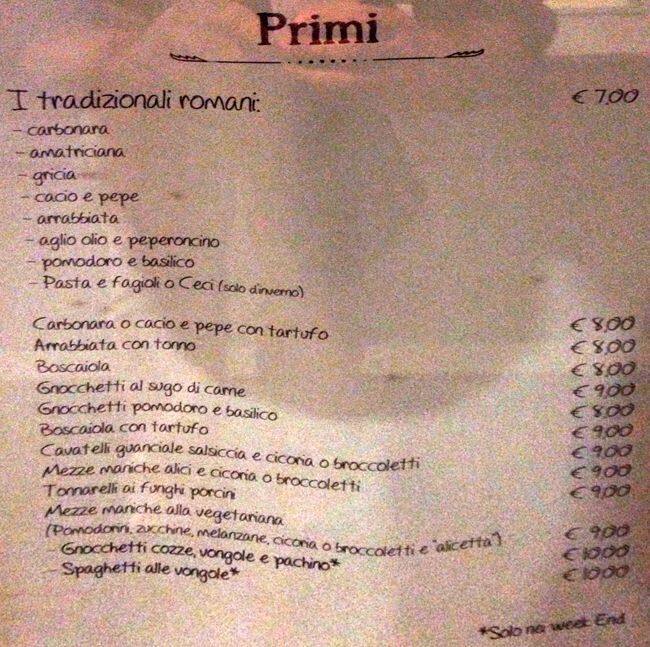 Primi
I tradizionali romani: € 7,00
- carbonara
- amatriciana
- gricia
- cacio e pepe
- arrabbiata
- aglio olio e peperoncino
- pomodoro e basilico
- Pasta e fagioli o Ceci (solo d'inverno)
Carbonara o cacio e pepe con tartufo € 8,00
Arrabbiata con tonno € 8,00
Boscaiola € 8,00
Gnocchetti al sugo di carne € 9,00
Gnocchetti pomodoro e basilico € 8,00
Boscaiola con tartufo € 9,00
Cavatelli guanciale salsiccia e cicoria o broccoletti € 9,00
Mezze maniche alici e cicoria o broccoletti € 9,00
Tonnarelli ai funghi porcini € 9,00
Mezze maniche alla vegetariana
(Pomodorini, zucchine, melanzane, cicoria o broccoletti e "alicetta") € 9,00
- Gnocchetti cozze, vongole e pachino* € 10,00
- Spaghetti alle vongole* € 10,00
*Solo nei week End